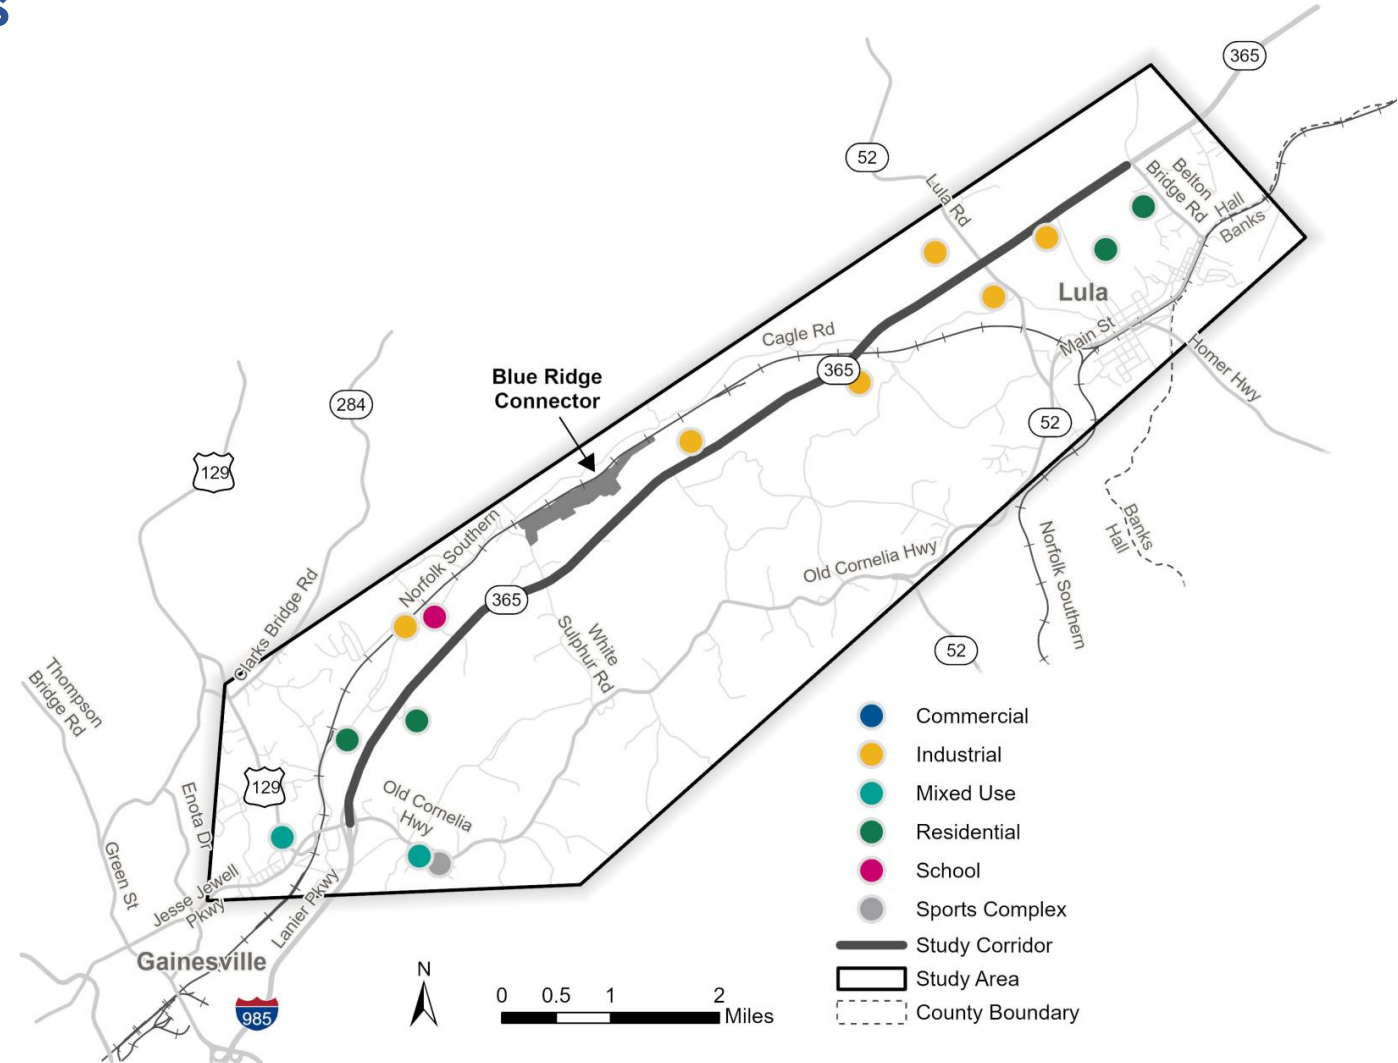 s
365
52
Lula Rd
Belton
Bridge Rd
Hall
Banks
Lula
Cagle Rd
Main St
Homer Hwy
365
Blue Ridge
Connector
284
129
52
Banks
Hall
Norfolk Southern
Old Cornelia Hwy
Norfolk Southern
365
Clarks Bridge Rd
White
Sulphur Rd
52
Thompson
Bridge Rd
129
Enota Dr
Old Cornelia
Hwy
Green St
Jesse Jewell
Pkwy
Lanier Pkwy
Gainesville
985
N
0 0.5 1 2
Miles
Commercial
Industrial
Mixed Use
Residential
School
Sports Complex
Study Corridor
Study Area
County Boundary